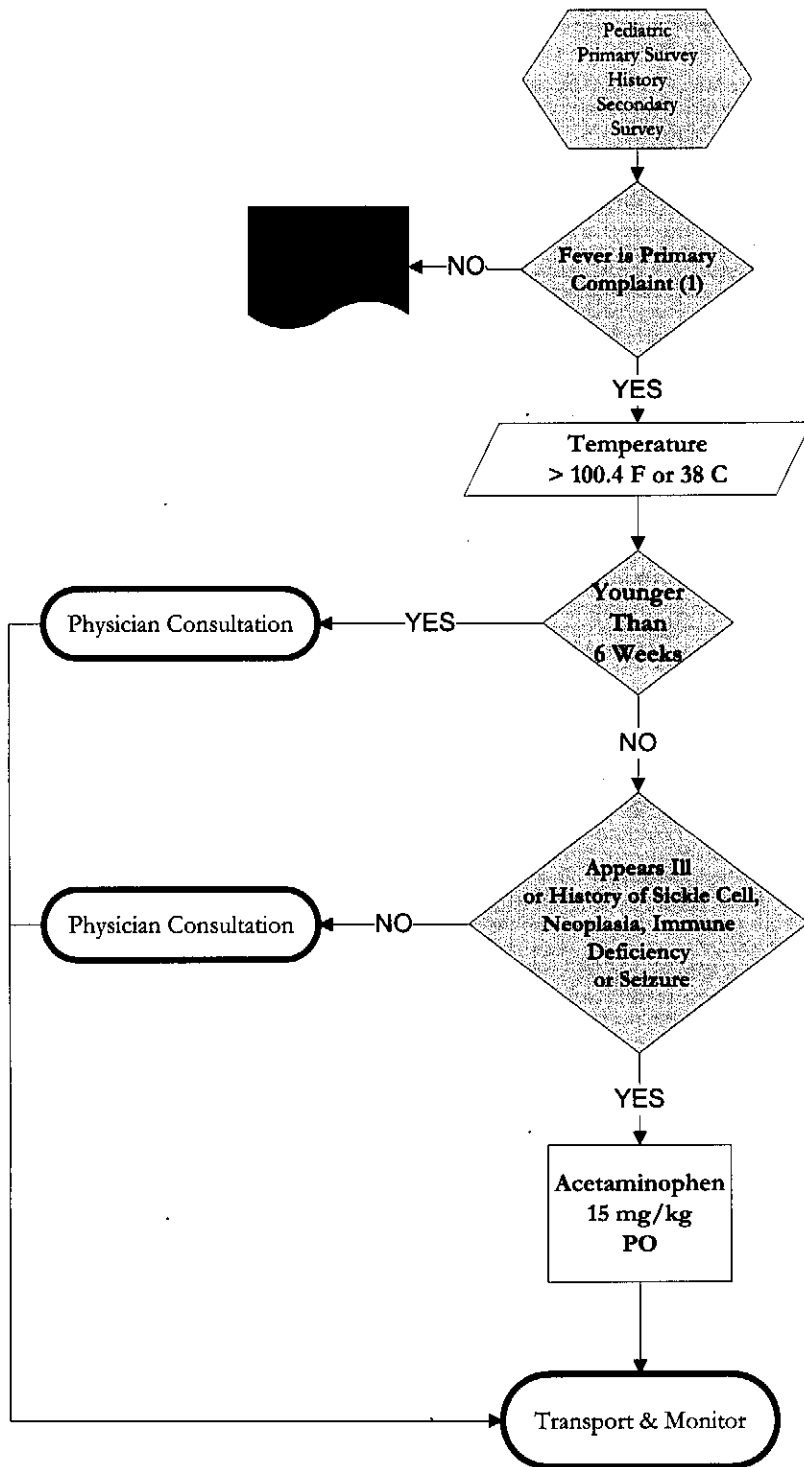 Pediatric
Primary Survey
History
Secondary
Survey
Fever is Primary
Complaint (1)
NO
YES
Temperature
> 100.4 F or 38 C
Younger
Than
6 Weeks
YES
Physician Consultation
NO
Appears Ill
or History of Sickle Cell,
Neoplasia, Immune
Deficiency
or Seizure
NO
Physician Consultation
YES
Acetaminophen
15 mg/kg
PO
Transport & Monitor